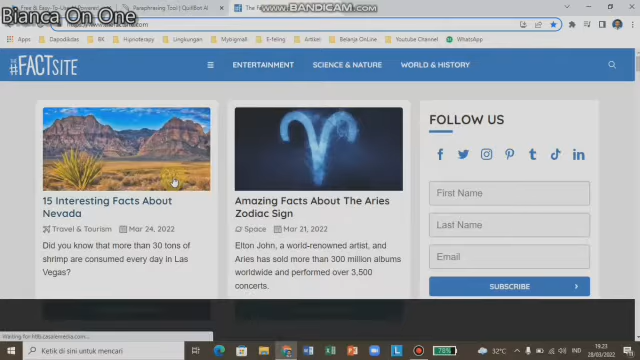 Bianca On One
www.BANDICAM.com
Paraphrasing Tool | QuillBot AI
Apps
Dapodikdas
BK
Hipnoterapy
Lingkungan
Mybigmall
E-Filing
Artikel
Belanja OnLine
Youtube Channel
WhatsApp
#FACTSITE
ENTERTAINMENT
SCIENCE & NATURE
WORLD & HISTORY
15 Interesting Facts About
Nevada
Travel & Tourism
Mar 24, 2022
Did you know that more than 30 tons of
shrimp are consumed every day in Las
Vegas?
Amazing Facts About The Aries
Zodiac Sign
Space
Mar 21, 2022
Elton John, a world-renowned artist, and
Aries has sold more than 300 million albums
worldwide and performed over 3,500
concerts.
FOLLOW US
First Name
Last Name
Email
SUBSCRIBE
Ketik di sini untuk mencari
78%
32°C
IND
19.23
28/03/2022